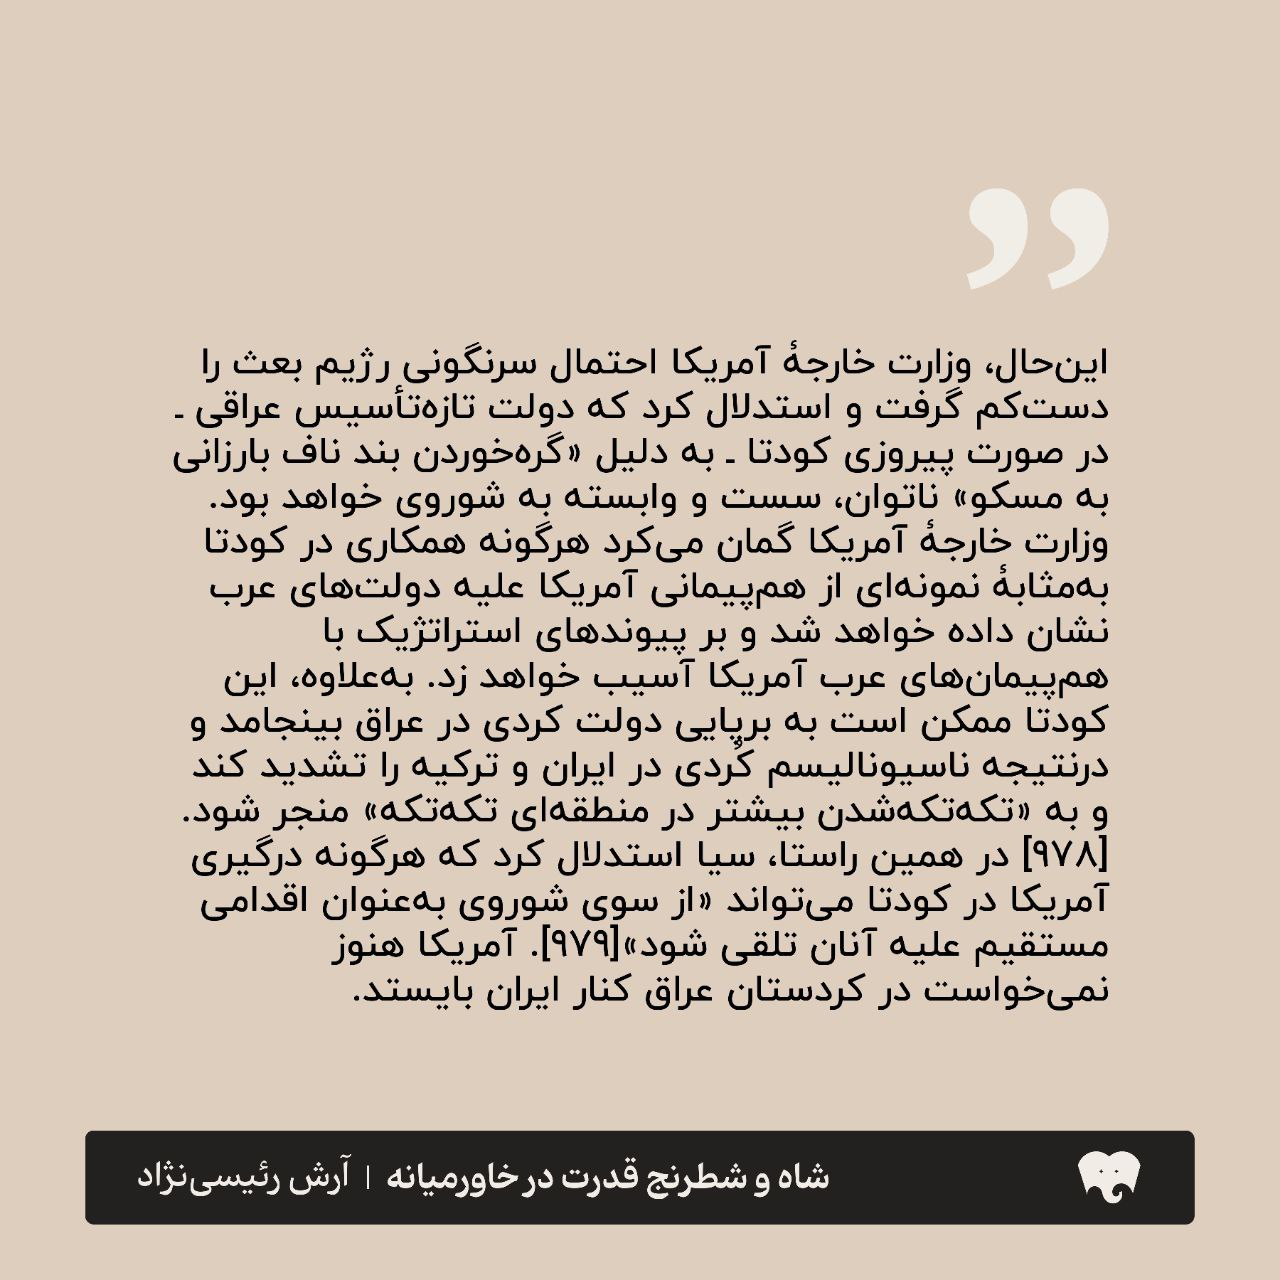 ”
این‌حال، وزارت خارجهٔ آمریکا احتمال سرنگونی رژیم بعث را
دست‌کم گرفت و استدلال کرد که دولت تازه‌تأسیس عراقی ـ
در صورت پیروزی کودتا ـ به دلیل «گره‌خوردن بند ناف بارزانی
به مسکو» ناتوان، سست و وابسته به شوروی خواهد بود.
وزارت خارجهٔ آمریکا گمان می‌کرد هرگونه همکاری در کودتا
به‌مثابهٔ نمونه‌ای از هم‌پیمانی آمریکا علیه دولت‌های عرب
نشان داده خواهد شد و بر پیوندهای استراتژیک با
هم‌پیمان‌های عرب آمریکا آسیب خواهد زد. به‌علاوه، این
کودتا ممکن است به برپایی دولت کردی در عراق بینجامد و
درنتیجه ناسیونالیسم کُردی در ایران و ترکیه را تشدید کند
و به «تکه‌تکه‌شدن بیشتر در منطقه‌ای تکه‌تکه» منجر شود.
[۹۷۸] در همین راستا، سیا استدلال کرد که هرگونه درگیری
آمریکا در کودتا می‌تواند «از سوی شوروی به‌عنوان اقدامی
مستقیم علیه آنان تلقی شود»[۹۷۹]. آمریکا هنوز
نمی‌خواست در کردستان عراق کنار ایران بایستد.
شاه و شطرنج قدرت در خاورمیانه | آرش رئیسی‌نژاد